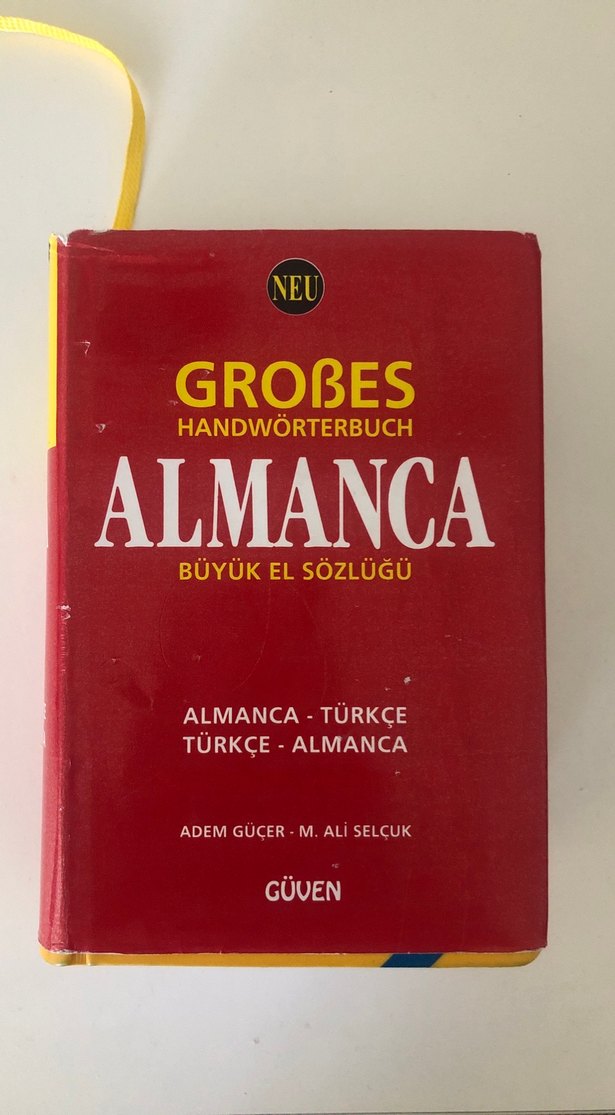 NEU
GROßES
HANDWÖRTERBUCH
ALMANCA
BÜYÜK EL SÖZLÜĞÜ
ALMANCA - TÜRKÇE
TÜRKÇE - ALMANCA
ADEM GÜÇER - M. ALİ SELÇUK
GÜVEN